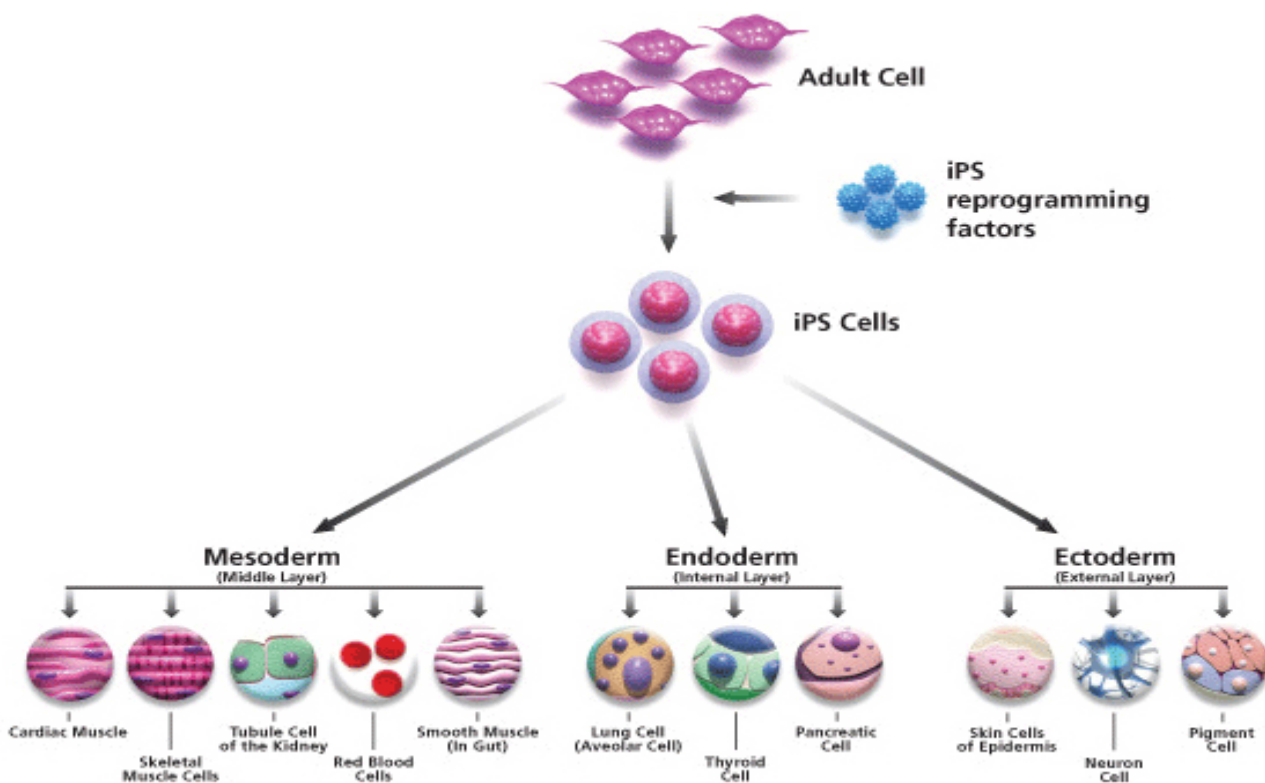 Adult Cell
iPS
reprogramming
factors
iPS Cells
Mesoderm
(Middle Layer)
Endoderm
(Internal Layer)
Ectoderm
(External Layer)
Cardiac Muscle
Skeletal
Muscle Cells
Tubule Cell
of the Kidney
Red Blood
Cells
Smooth Muscle
(In Gut)
Lung Cell
(Aveolar Cell)
Thyroid
Cell
Pancreatic
Cell
Skin Cells
of Epidermis
Neuron
Cell
Pigment
Cell